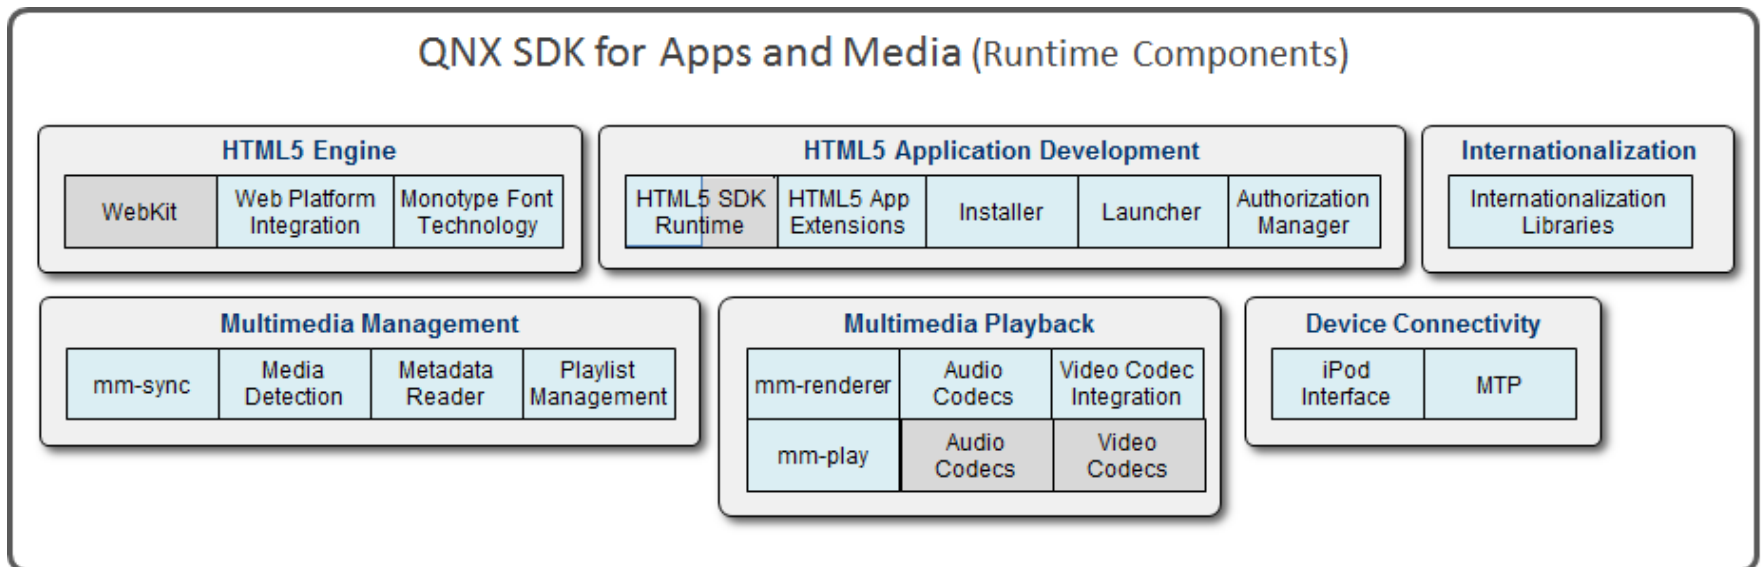 QNX SDK for Apps and Media (Runtime Components)
HTML5 Engine
WebKit
Web Platform
Integration
Monotype Font
Technology
HTML5 Application Development
HTML5 SDK
Runtime
HTML5 App
Extensions
Installer
Launcher
Authorization
Manager
Internationalization
Internationalization
Libraries
Multimedia Management
mm-sync
Media
Detection
Metadata
Reader
Playlist
Management
Multimedia Playback
mm-renderer
Audio
Codecs
Video Codec
Integration
mm-play
Audio
Codecs
Video
Codecs
Device Connectivity
iPod
Interface
MTP